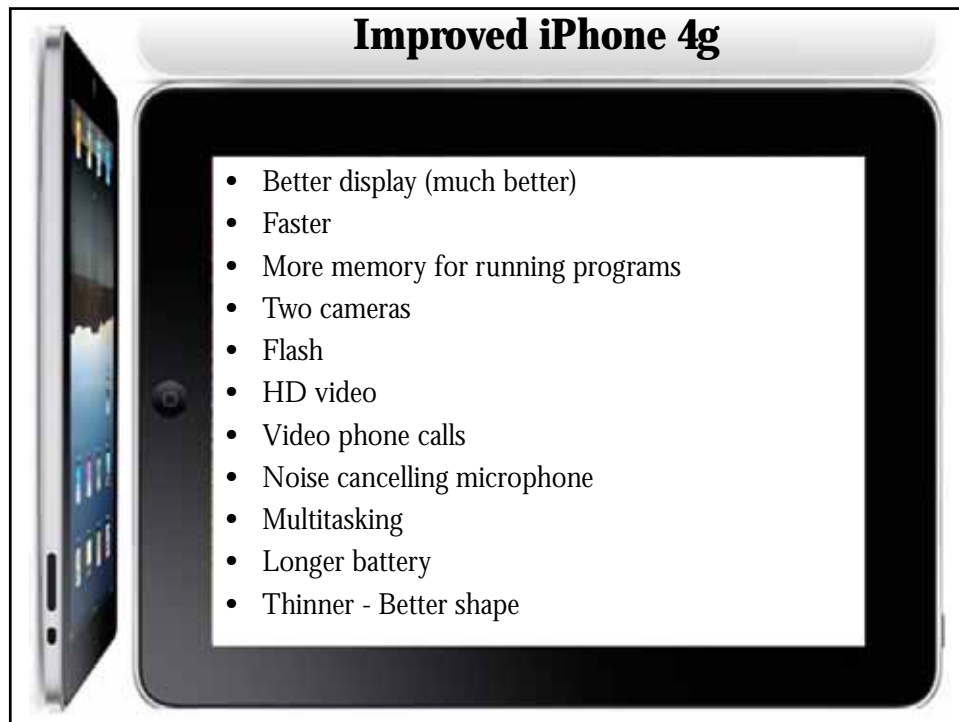 Improved iPhone 4g
• Better display (much better)
• Faster
• More memory for running programs
• Two cameras
• Flash
• HD video
• Video phone calls
• Noise cancelling microphone
• Multitasking
• Longer battery
• Thinner - Better shape